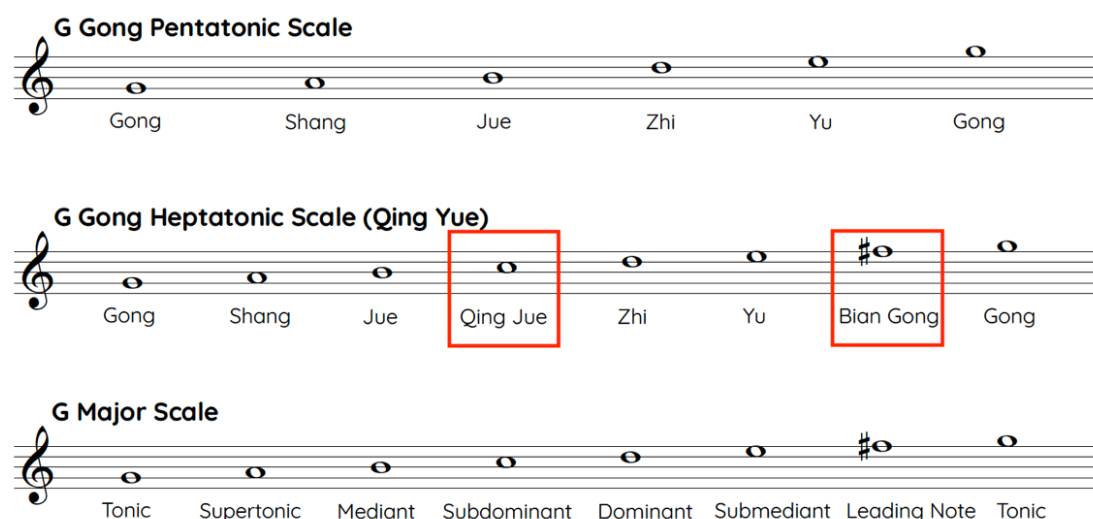 G Gong Pentatonic Scale
Gong Shang Jue Zhi Yu Gong
G Gong Heptatonic Scale (Qing Yue)
Gong Shang Jue Qing Jue Zhi Yu Bian Gong Gong
G Major Scale
Tonic Supertonic Mediant Subdominant Dominant Submediant Leading Note Tonic